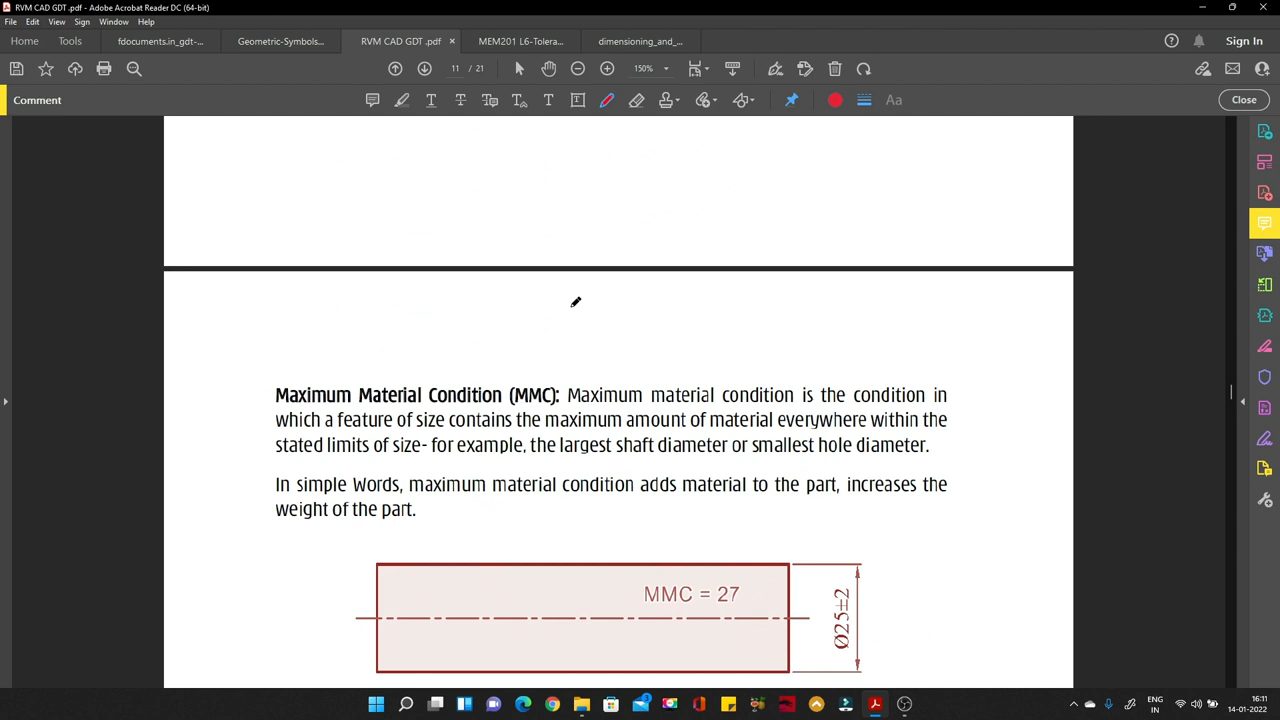 RVM CAD GDT .pdf - Adobe Acrobat Reader DC (64-bit)
File Edit View Sign Window Help
Home Tools fdocuments.in_gdt-... Geometric-Symbols... RVM CAD GDT .pdf × MEM201 L6-Tolera... dimensioning_and_... Sign In
11 / 21 150%
Comment Aa Close
Maximum Material Condition (MMC): Maximum material condition is the condition in
which a feature of size contains the maximum amount of material everywhere within the
stated limits of size- for example, the largest shaft diameter or smallest hole diameter.
In simple Words, maximum material condition adds material to the part, increases the
weight of the part.
MMC = 27
Ø25±2
ENG
IN
16:11
14-01-2022